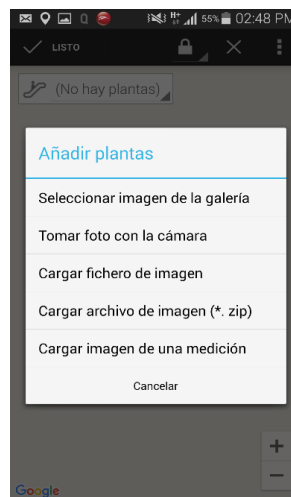 55% 02:48 PM
LISTO
(No hay plantas)
Añadir plantas
Seleccionar imagen de la galería
Tomar foto con la cámara
Cargar fichero de imagen
Cargar archivo de imagen (*. zip)
Cargar imagen de una medición
Cancelar
+
−
Google